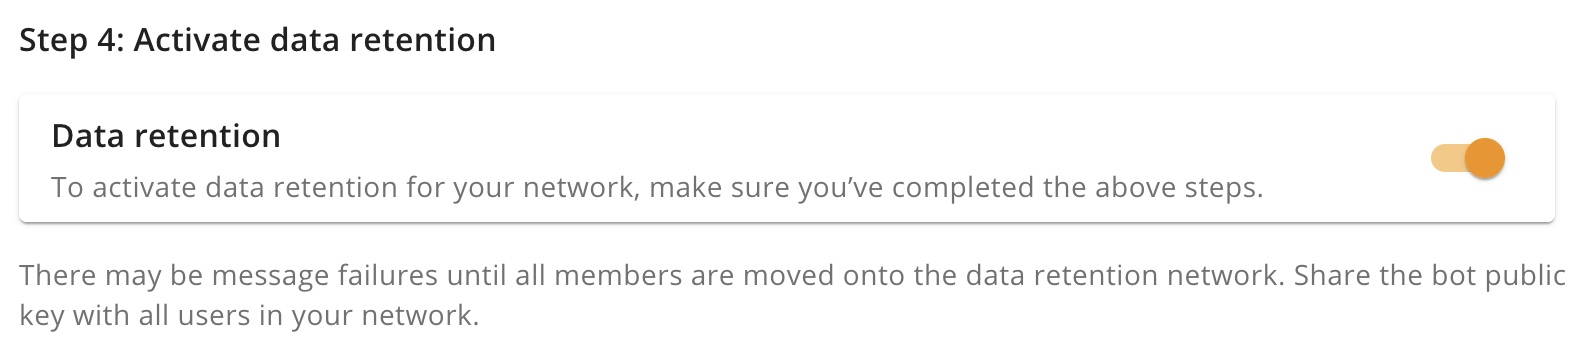 Step 4: Activate data retention
Data retention
To activate data retention for your network, make sure you’ve completed the above steps.
There may be message failures until all members are moved onto the data retention network. Share the bot public
key with all users in your network.